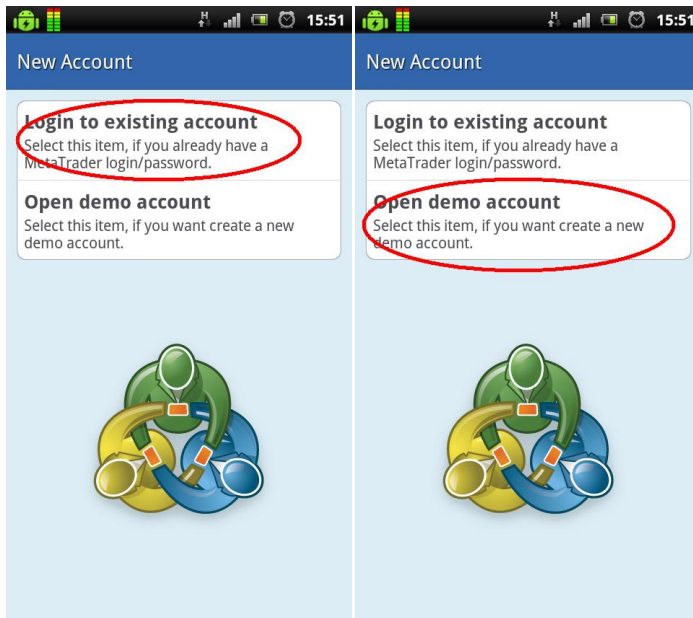 H 15:51
New Account
Login to existing account
Select this item, if you already have a
MetaTrader login/password.
Open demo account
Select this item, if you want create a new
demo account.
H 15:51
New Account
Login to existing account
Select this item, if you already have a
MetaTrader login/password.
Open demo account
Select this item, if you want create a new
demo account.